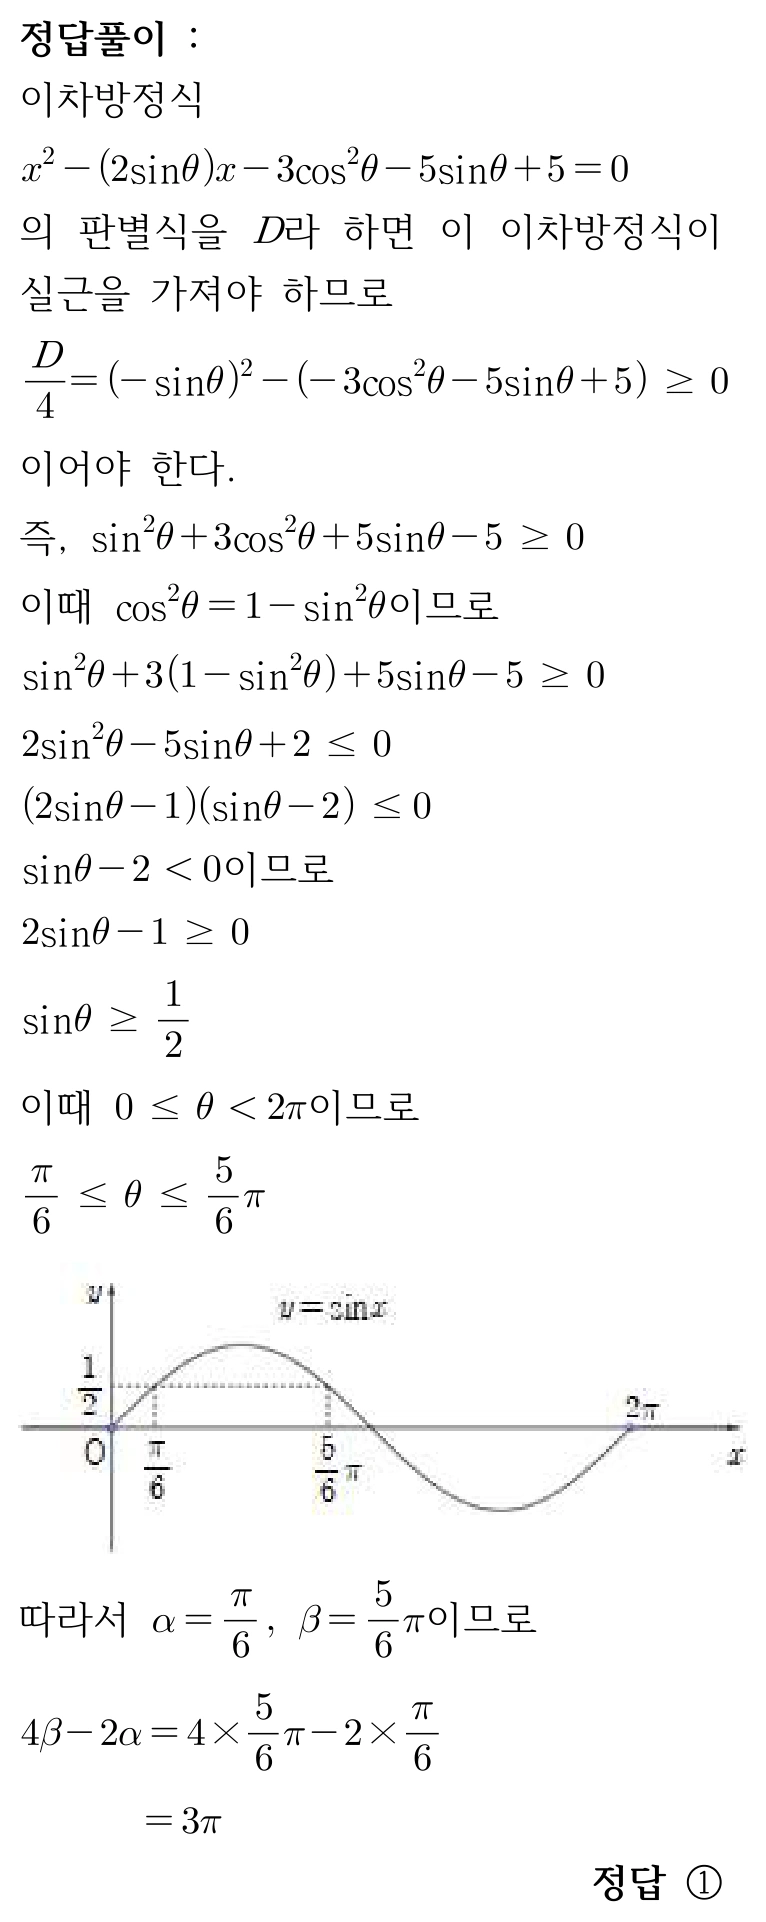 정답풀이 :
이차방정식
x² − (2sinθ)x − 3cos²θ − 5sinθ + 5 = 0
의 판별식을 D라 하면 이 이차방정식이
실근을 가져야 하므로
D/4 = (− sinθ)² − (− 3cos²θ − 5sinθ + 5) ≥ 0
이어야 한다.
즉, sin²θ + 3cos²θ + 5sinθ − 5 ≥ 0
이때 cos²θ = 1 − sin²θ이므로
sin²θ + 3(1 − sin²θ) + 5sinθ − 5 ≥ 0
2sin²θ − 5sinθ + 2 ≤ 0
(2sinθ − 1)(sinθ − 2) ≤ 0
sinθ − 2 < 0이므로
2sinθ − 1 ≥ 0
sinθ ≥ 1/2
이때 0 ≤ θ < 2π이므로
π/6 ≤ θ ≤ 5/6 π
y
y = sinx
1/2
2π
O
π/6
5/6 π
x
따라서 α = π/6, β = 5/6 π이므로
4β − 2α = 4 × 5/6 π − 2 × π/6
= 3π
정답 ①